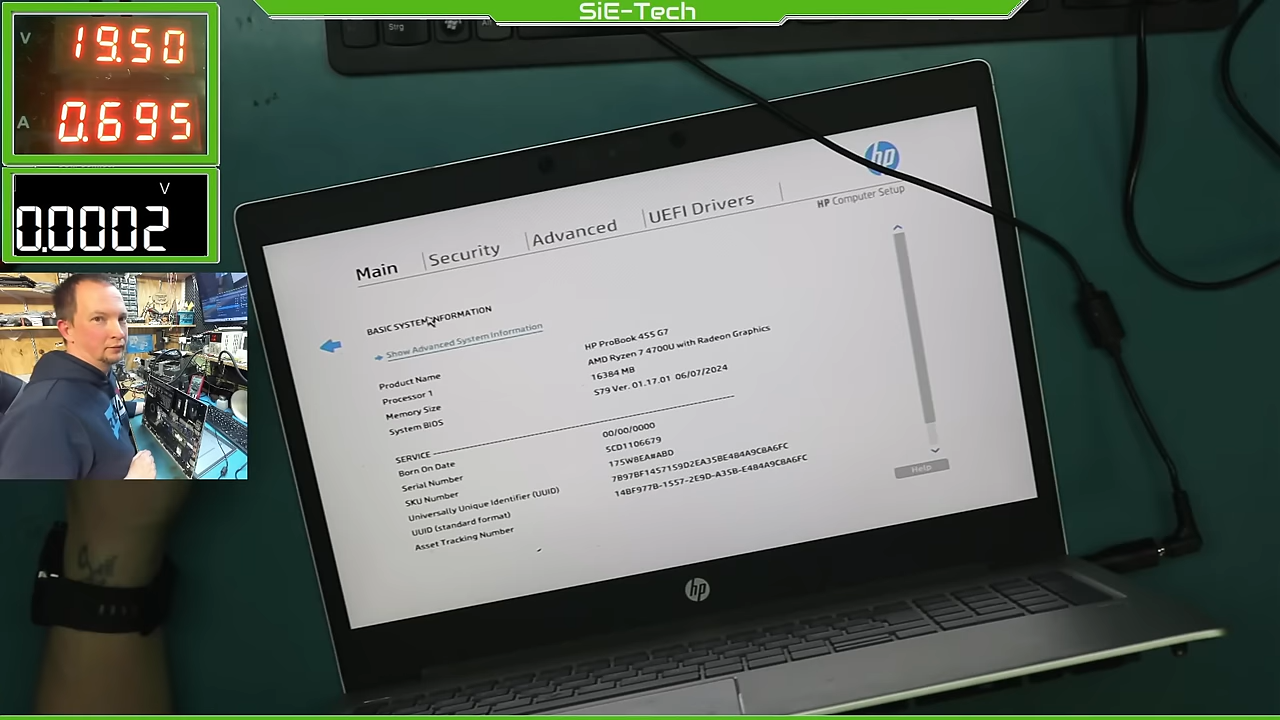 SiE-Tech
V 19.50
A 0.695
V
0.0002
Strg
hp
HP Computer Setup
Main
Security
Advanced
UEFI Drivers
BASIC SYSTEM INFORMATION
Show Advanced System Information
Product Name HP ProBook 455 G7
Processor 1 AMD Ryzen 7 4700U with Radeon Graphics
Memory Size 16384 MB
System BIOS S79 Ver. 01.17.01 06/07/2024
SERVICE
Born On Date 00/00/0000
Serial Number 5CD1106679
SKU Number 175W8EA#ABD
Universally Unique Identifier (UUID) 7B97BF1457159D2EA35BE4B4A9C8A6FC
UUID (standard format) 14BF977B-1557-2E9D-A35B-E4B4A9C8A6FC
Asset Tracking Number
Help
hp